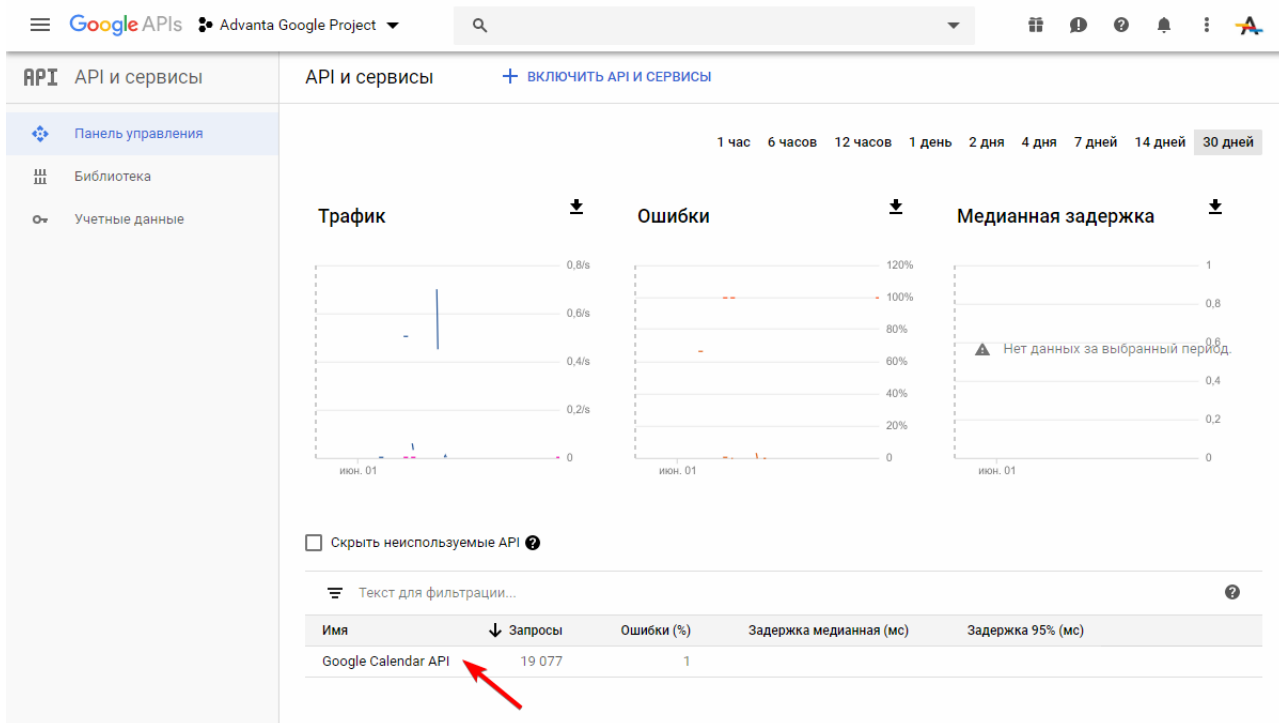 Google APIs Advanta Google Project
API API и сервисы
API и сервисы + ВКЛЮЧИТЬ API И СЕРВИСЫ
Панель управления
Библиотека
Учетные данные
1 час 6 часов 12 часов 1 день 2 дня 4 дня 7 дней 14 дней 30 дней
Трафик
0,8/s
0,6/s
0,4/s
0,2/s
0
июн. 01
Ошибки
120%
100%
80%
60%
40%
20%
0
июн. 01
Медианная задержка
1
0,8
0,6
Нет данных за выбранный период.
0,4
0,2
0
июн. 01
Скрыть неиспользуемые API
Текст для фильтрации...
Имя Запросы Ошибки (%) Задержка медианная (мс) Задержка 95% (мс)
Google Calendar API 19 077 1